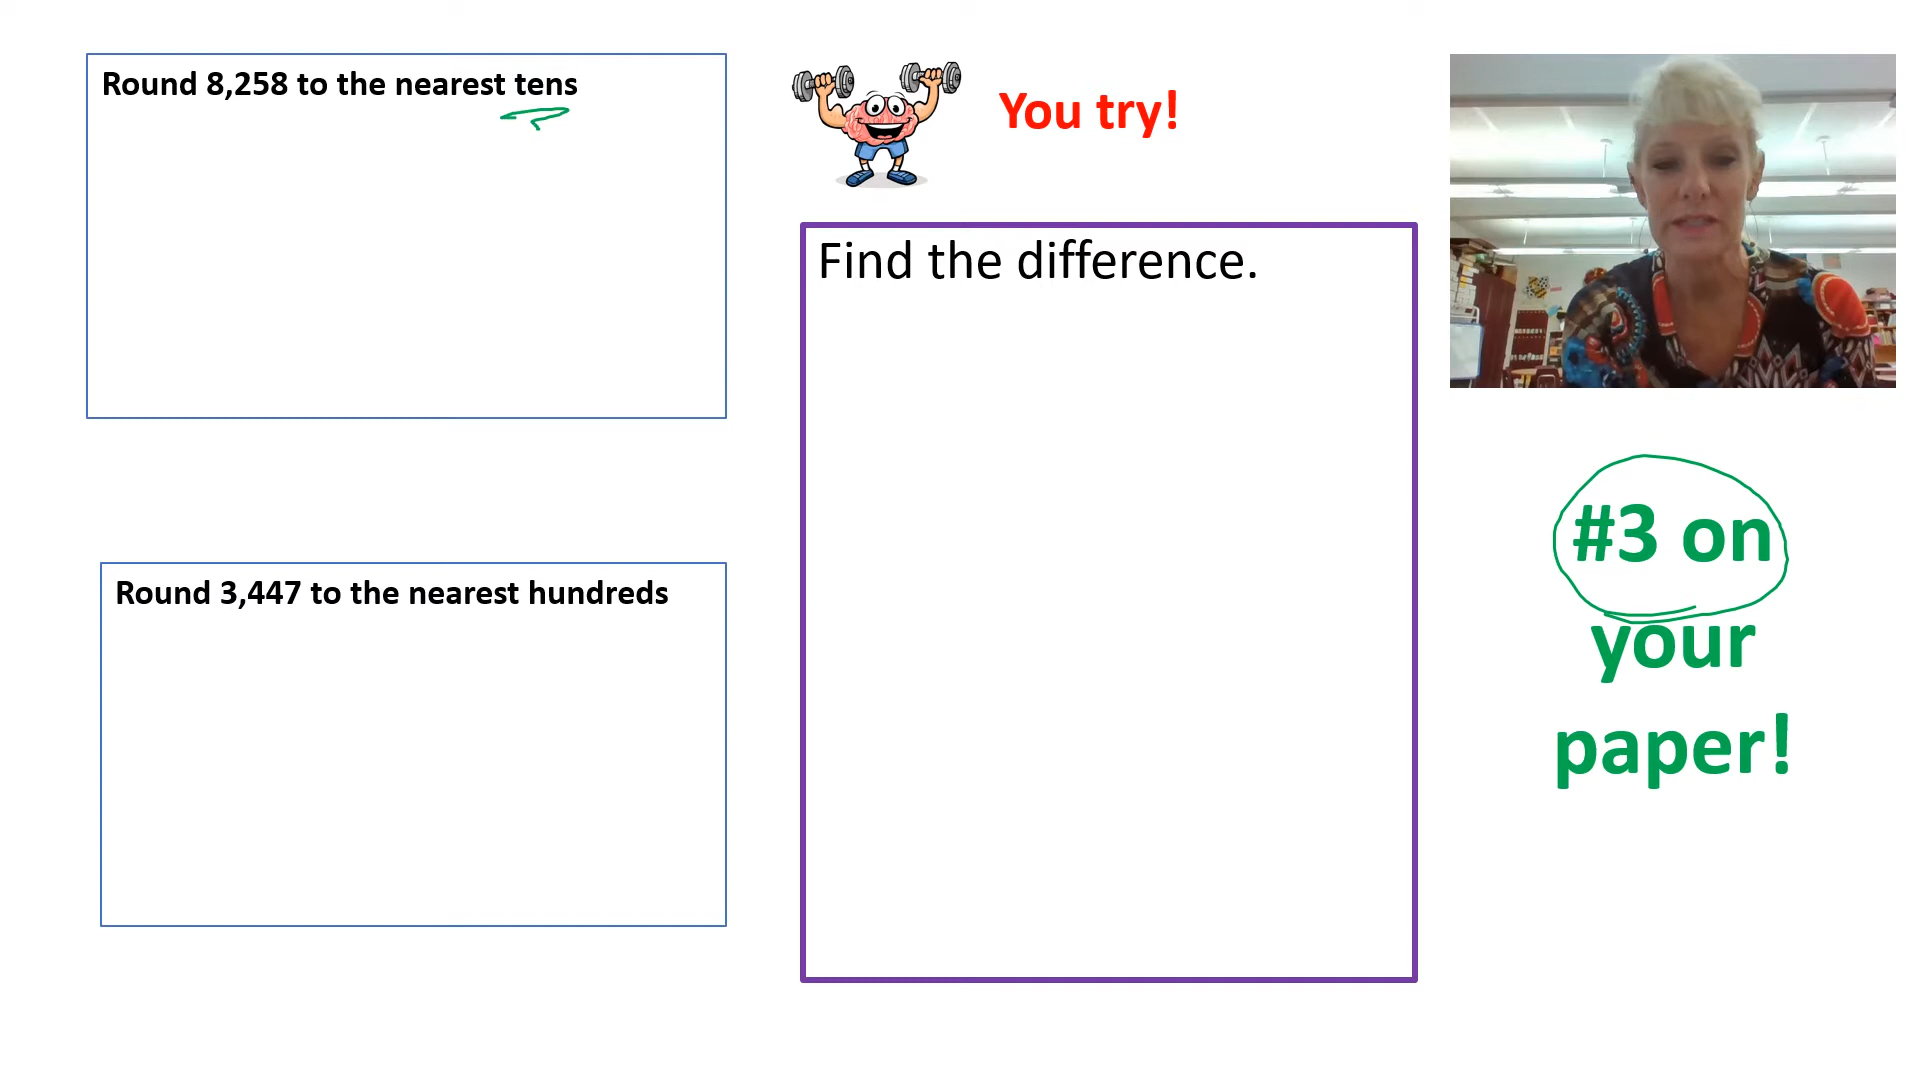 Round 8,258 to the nearest tens
You try!
Find the difference.
Round 3,447 to the nearest hundreds
#3 on
your
paper!